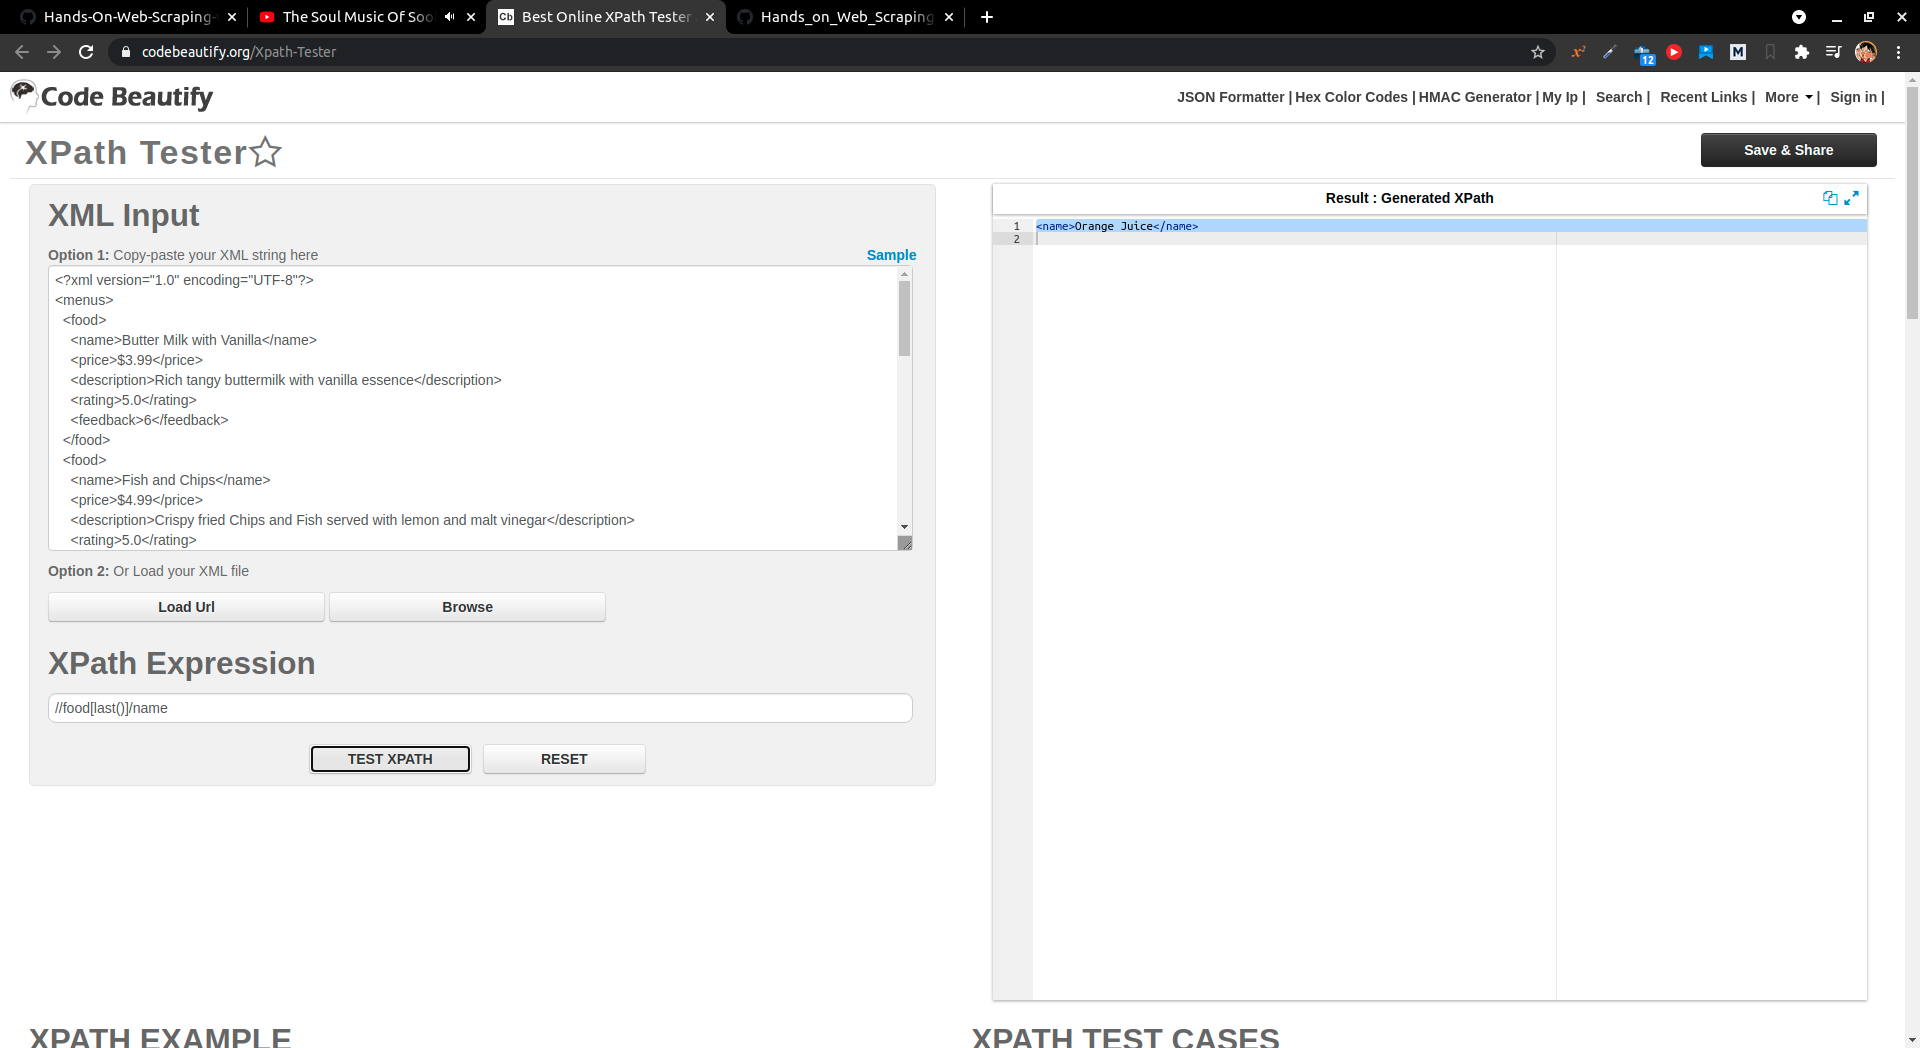 Hands-On-Web-Scraping-
The Soul Music Of Soo
Cb
Best Online XPath Tester
Hands_on_Web_Scraping
codebeautify.org/Xpath-Tester
x²
12
M
Code Beautify
JSON Formatter | Hex Color Codes | HMAC Generator | My Ip | Search | Recent Links | More | Sign in |
XPath Tester
Save & Share
XML Input
Option 1: Copy-paste your XML string here
Sample
<?xml version="1.0" encoding="UTF-8"?>
<menus>
<food>
<name>Butter Milk with Vanilla</name>
<price>$3.99</price>
<description>Rich tangy buttermilk with vanilla essence</description>
<rating>5.0</rating>
<feedback>6</feedback>
</food>
<food>
<name>Fish and Chips</name>
<price>$4.99</price>
<description>Crispy fried Chips and Fish served with lemon and malt vinegar</description>
<rating>5.0</rating>
Option 2: Or Load your XML file
Load Url
Browse
XPath Expression
//food[last()]/name
TEST XPATH
RESET
Result : Generated XPath
1 <name>Orange Juice</name>
2
XPATH EXAMPLE
XPATH TEST CASES